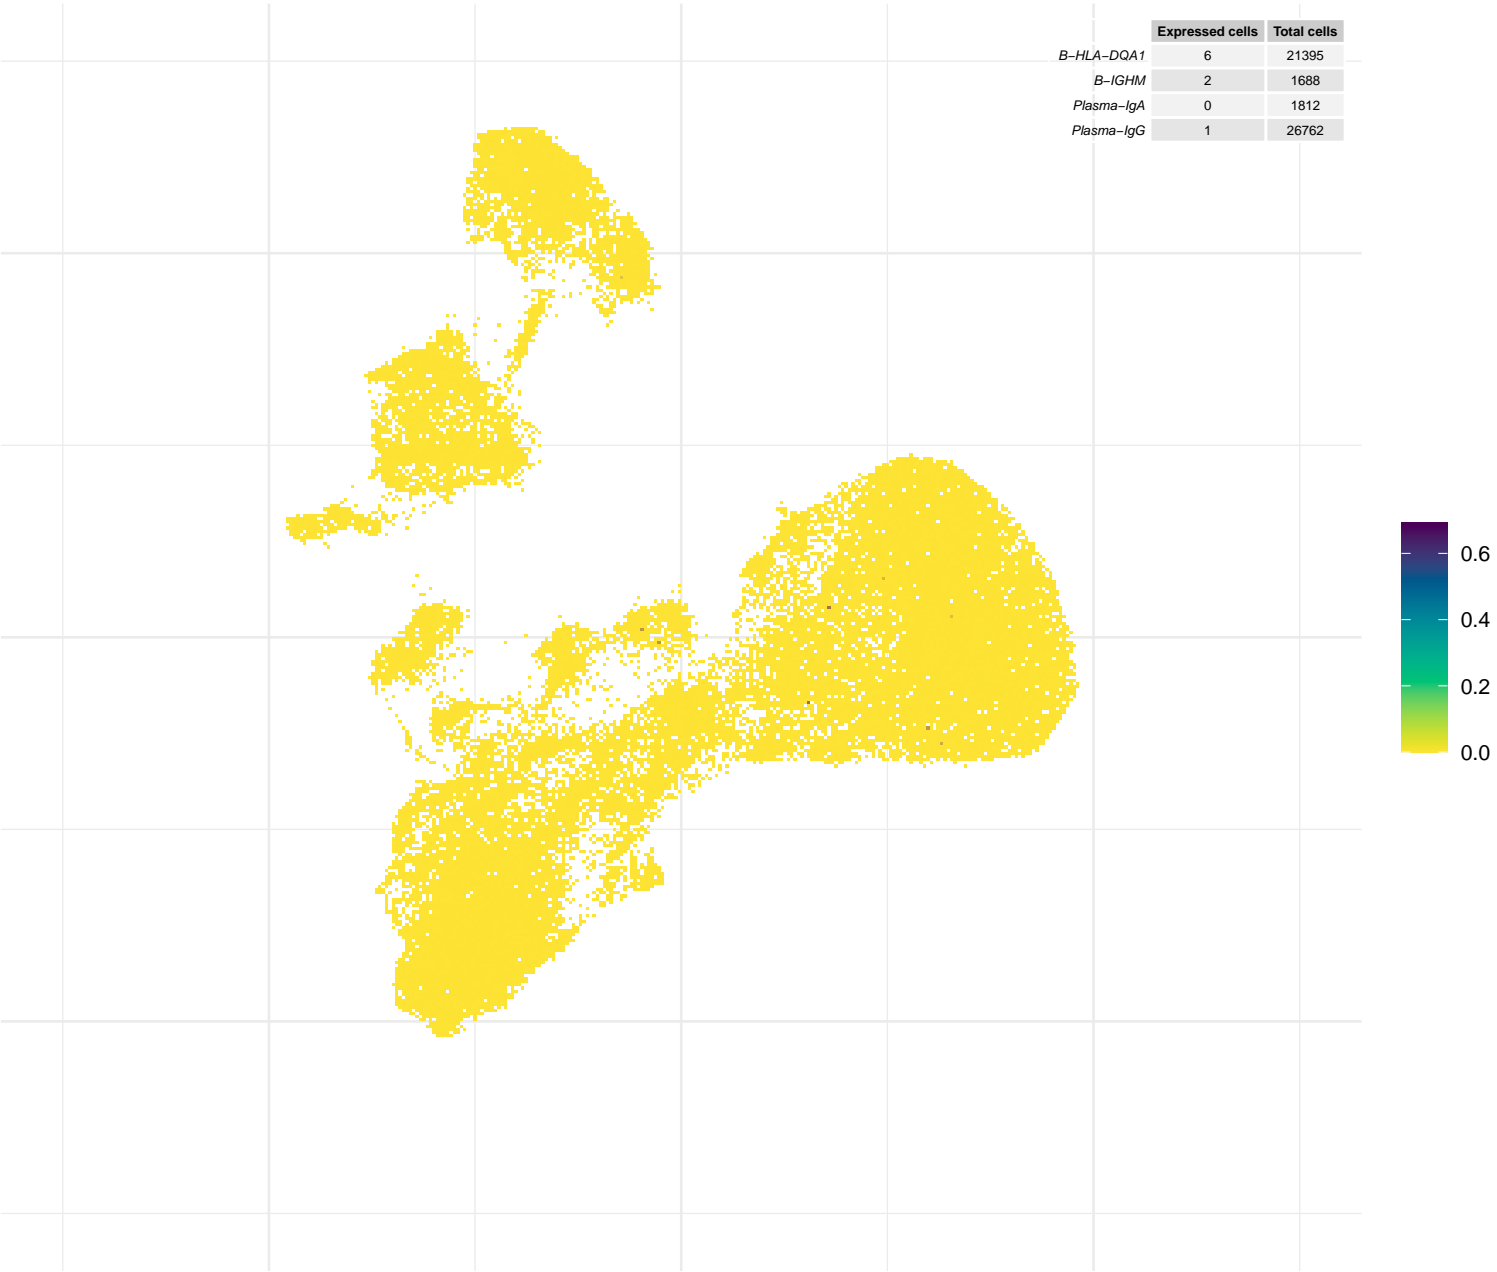 Expressed cells Total cells
B−HLA−DQA1 6 21395
B−IGHM 2 1688
Plasma−IgA 0 1812
Plasma−IgG 1 26762
0.6
0.4
0.2
0.0